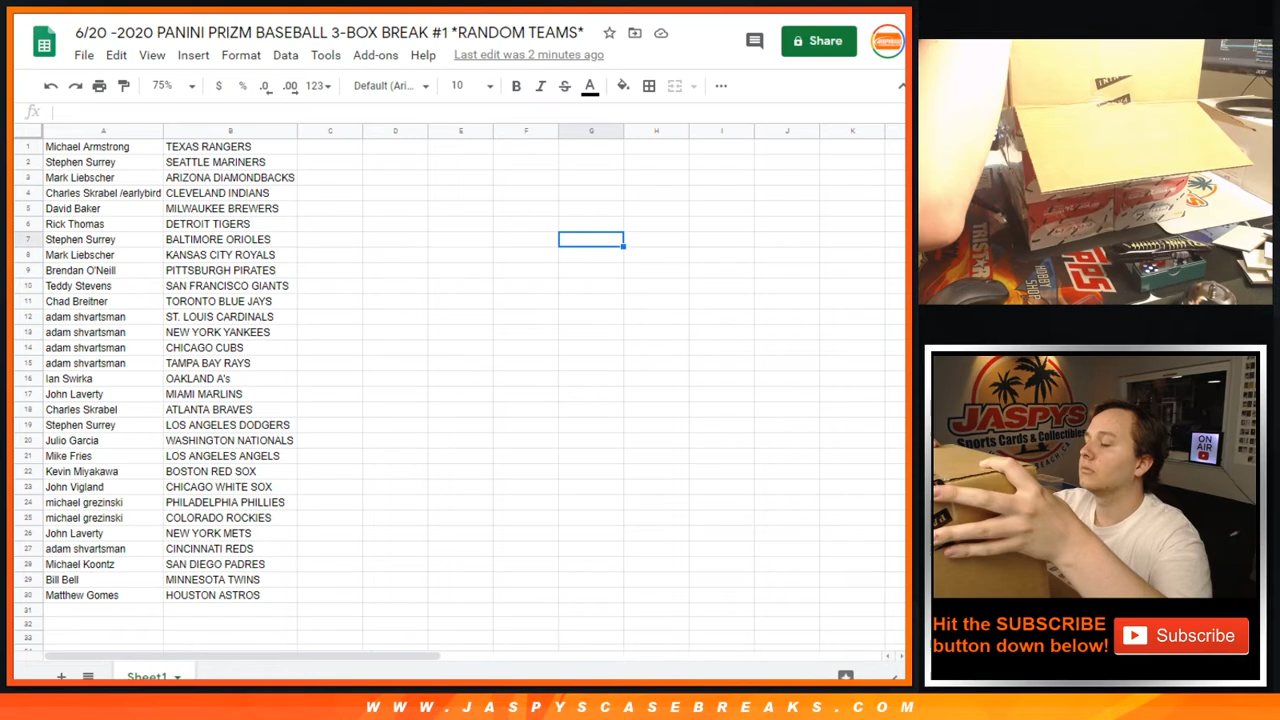 6/20 -2020 PANINI PRIZM BASEBALL 3-BOX BREAK #1 *RANDOM TEAMS*
File Edit View Insert Format Data Tools Add-ons Help Last edit was 2 minutes ago
Share
75% $ % .0 .00 123 Default (Ari... 10 B I S A
fx
A B C D E F G H I J K
1 Michael Armstrong TEXAS RANGERS
2 Stephen Surrey SEATTLE MARINERS
3 Mark Liebscher ARIZONA DIAMONDBACKS
4 Charles Skrabel /earlybird CLEVELAND INDIANS
5 David Baker MILWAUKEE BREWERS
6 Rick Thomas DETROIT TIGERS
7 Stephen Surrey BALTIMORE ORIOLES
8 Mark Liebscher KANSAS CITY ROYALS
9 Brendan O'Neill PITTSBURGH PIRATES
10 Teddy Stevens SAN FRANCISCO GIANTS
11 Chad Breitner TORONTO BLUE JAYS
12 adam shvartsman ST. LOUIS CARDINALS
13 adam shvartsman NEW YORK YANKEES
14 adam shvartsman CHICAGO CUBS
15 adam shvartsman TAMPA BAY RAYS
16 Ian Swirka OAKLAND A's
17 John Laverty MIAMI MARLINS
18 Charles Skrabel ATLANTA BRAVES
19 Stephen Surrey LOS ANGELES DODGERS
20 Julio Garcia WASHINGTON NATIONALS
21 Mike Fries LOS ANGELES ANGELS
22 Kevin Miyakawa BOSTON RED SOX
23 John Vigland CHICAGO WHITE SOX
24 michael grezinski PHILADELPHIA PHILLIES
25 michael grezinski COLORADO ROCKIES
26 John Laverty NEW YORK METS
27 adam shvartsman CINCINNATI REDS
28 Michael Koontz SAN DIEGO PADRES
29 Bill Bell MINNESOTA TWINS
30 Matthew Gomes HOUSTON ASTROS
31
32
33
Sheet1
TRISTAR
HOBBY SHOP
TOPPS
JASPYS
Sports Cards & Collectibles
BEACH, CA
ON AIR
Hit the SUBSCRIBE
button down below!
Subscribe
WWW.JASPYSCASEBREAKS.COM